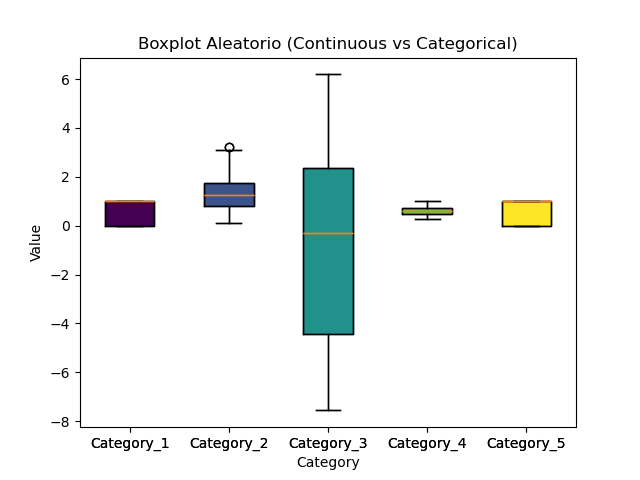 Boxplot Aleatorio (Continuous vs Categorical)
Value
6
4
2
0
−2
−4
−6
−8
Category_1 Category_2 Category_3 Category_4 Category_5
Category